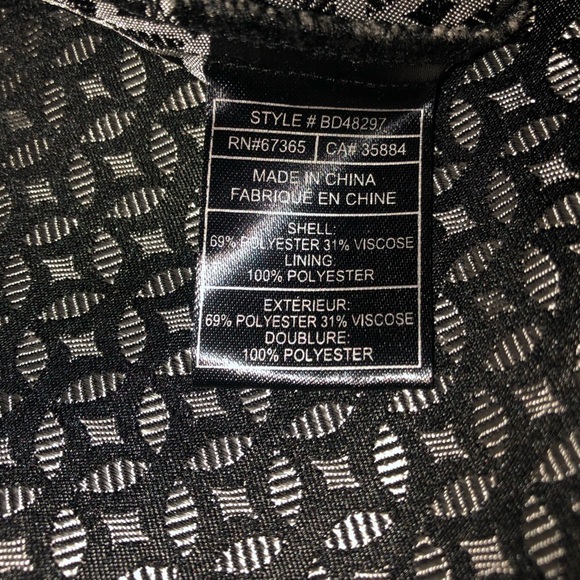 STYLE # BD48297
RN#67365 CA# 35884
MADE IN CHINA
FABRIQUÉ EN CHINE
SHELL:
69% POLYESTER 31% VISCOSE
LINING:
100% POLYESTER
EXTÉRIEUR:
69% POLYESTER 31% VISCOSE
DOUBLURE:
100% POLYESTER